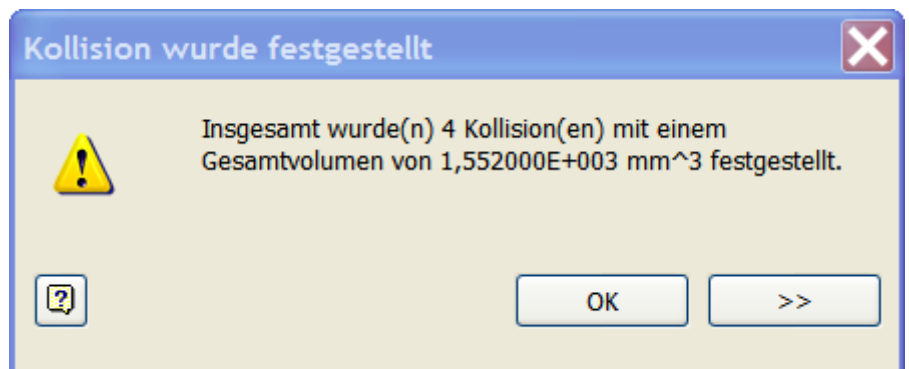 Kollision wurde festgestellt
Insgesamt wurde(n) 4 Kollision(en) mit einem
Gesamtvolumen von 1,552000E+003 mm^3 festgestellt.
?
OK
>>